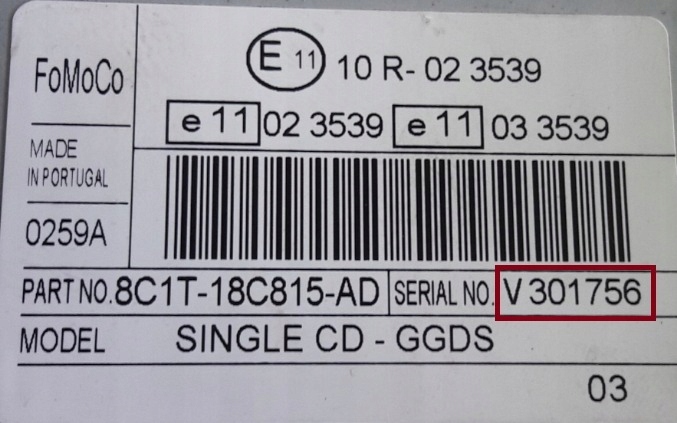 FoMoCo
MADE
IN PORTUGAL
0259A
E 11 10 R- 02 3539
e 11 02 3539 e 11 03 3539
PART NO. 8C1T-18C815-AD SERIAL NO. V 301756
MODEL SINGLE CD - GGDS
03